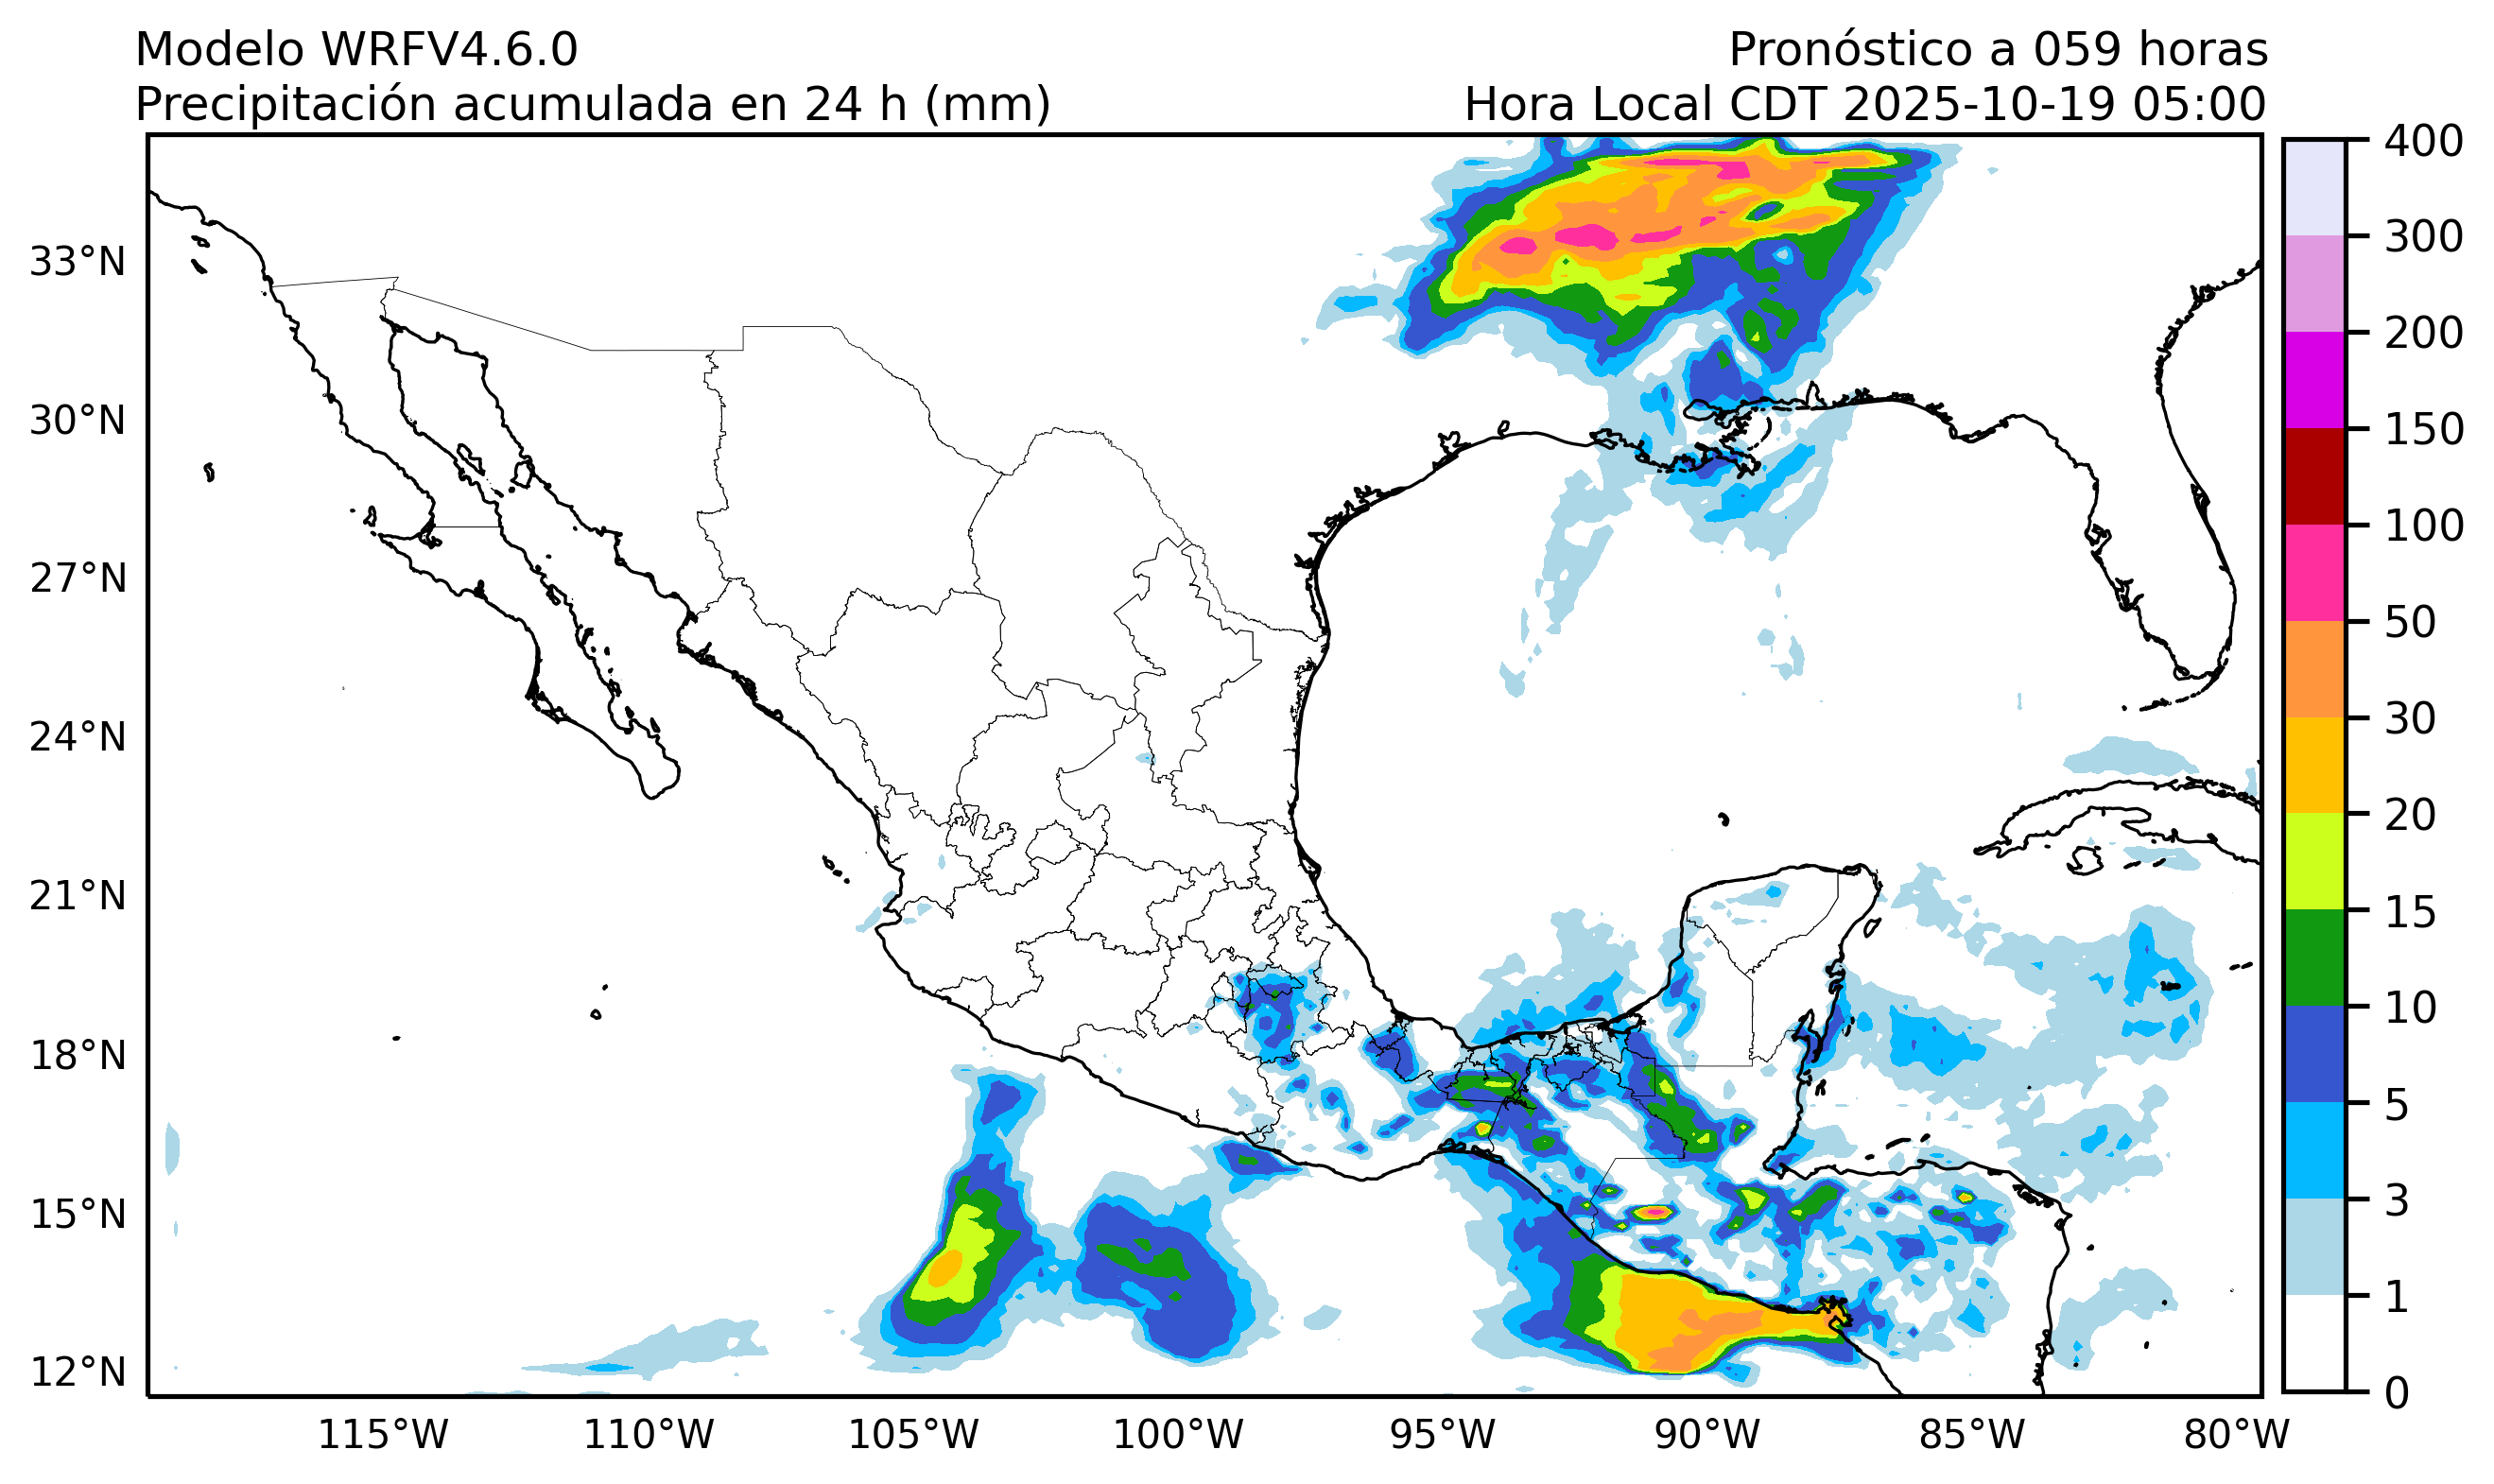 Modelo WRFV4.6.0
Pronóstico a 059 horas
Precipitación acumulada en 24 h (mm)
Hora Local CDT 2025-10-19 05:00
33°N
30°N
27°N
24°N
21°N
18°N
15°N
12°N
115°W
110°W
105°W
100°W
95°W
90°W
85°W
80°W
400
300
200
150
100
50
30
20
15
10
5
3
1
0